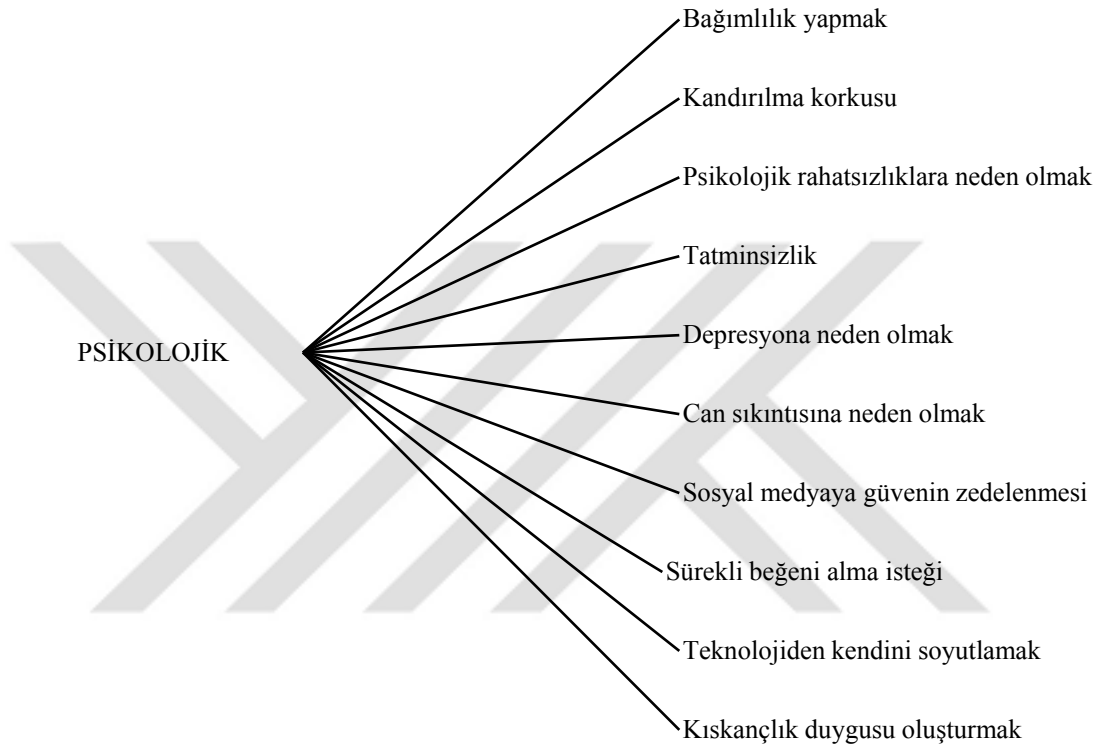 Bağımlılık yapmak
Kandırılma korkusu
Psikolojik rahatsızlıklara neden olmak
Tatminsizlik
PSİKOLOJİK
Depresyona neden olmak
Can sıkıntısına neden olmak
Sosyal medyaya güvenin zedelenmesi
Sürekli beğeni alma isteği
Teknolojiden kendini soyutlamak
Kıskançlık duygusu oluşturmak